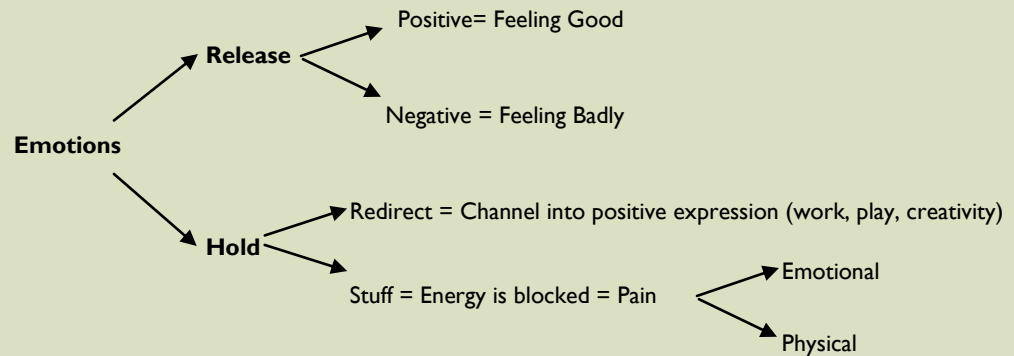 Positive= Feeling Good
Release
Negative = Feeling Badly
Emotions
Redirect = Channel into positive expression (work, play, creativity)
Hold
Emotional
Stuff = Energy is blocked = Pain
Physical